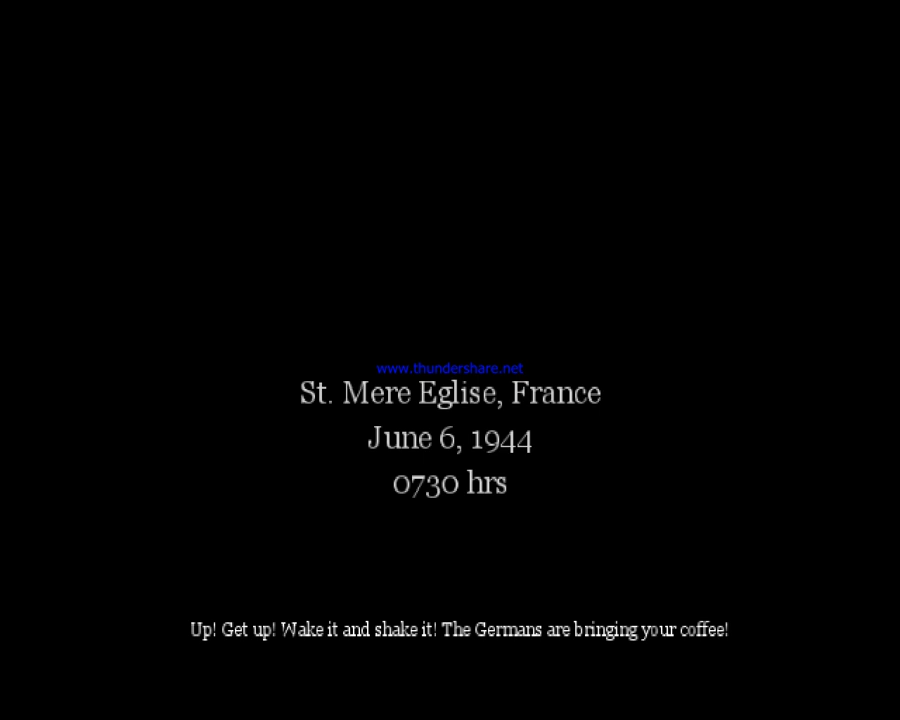 www.thundershare.net
St. Mere Eglise, France
June 6, 1944
0730 hrs
Up! Get up! Wake it and shake it! The Germans are bringing your coffee!